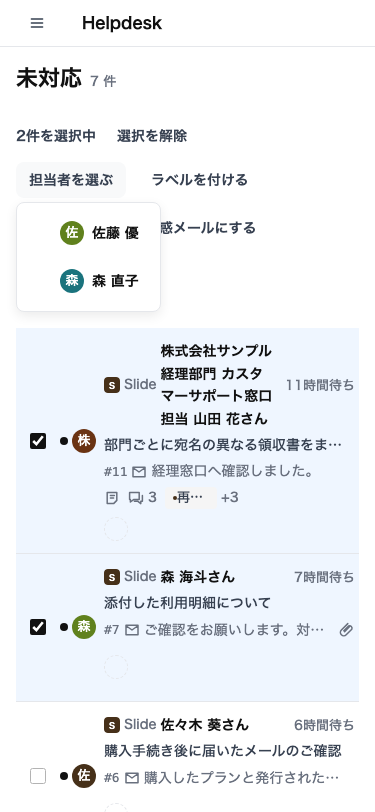 Helpdesk
未対応 7 件
2件を選択中 選択を解除
担当者を選ぶ ラベルを付ける
惑メールにする
佐 佐藤 優
森 森 直子
S Slide 株式会社サンプル
経理部門 カスタ
マーサポート窓口
担当 山田 花さん
11時間待ち
株
部門ごとに宛名の異なる領収書をま…
#11 経理窓口へ確認しました。
3 •再… +3
S Slide 森 海斗さん 7時間待ち
森
添付した利用明細について
#7 ご確認をお願いします。対…
S Slide 佐々木 葵さん 6時間待ち
佐
購入手続き後に届いたメールのご確認
#6 購入したプランと発行された…